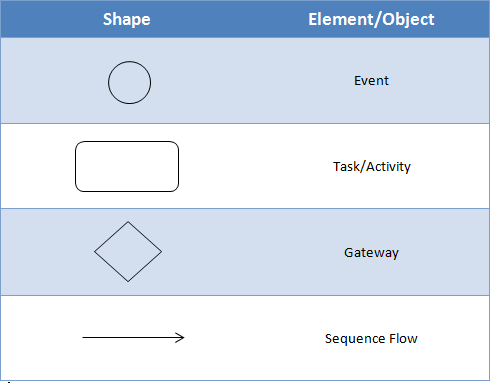 Shape Element/Object
Event
Task/Activity
Gateway
Sequence Flow